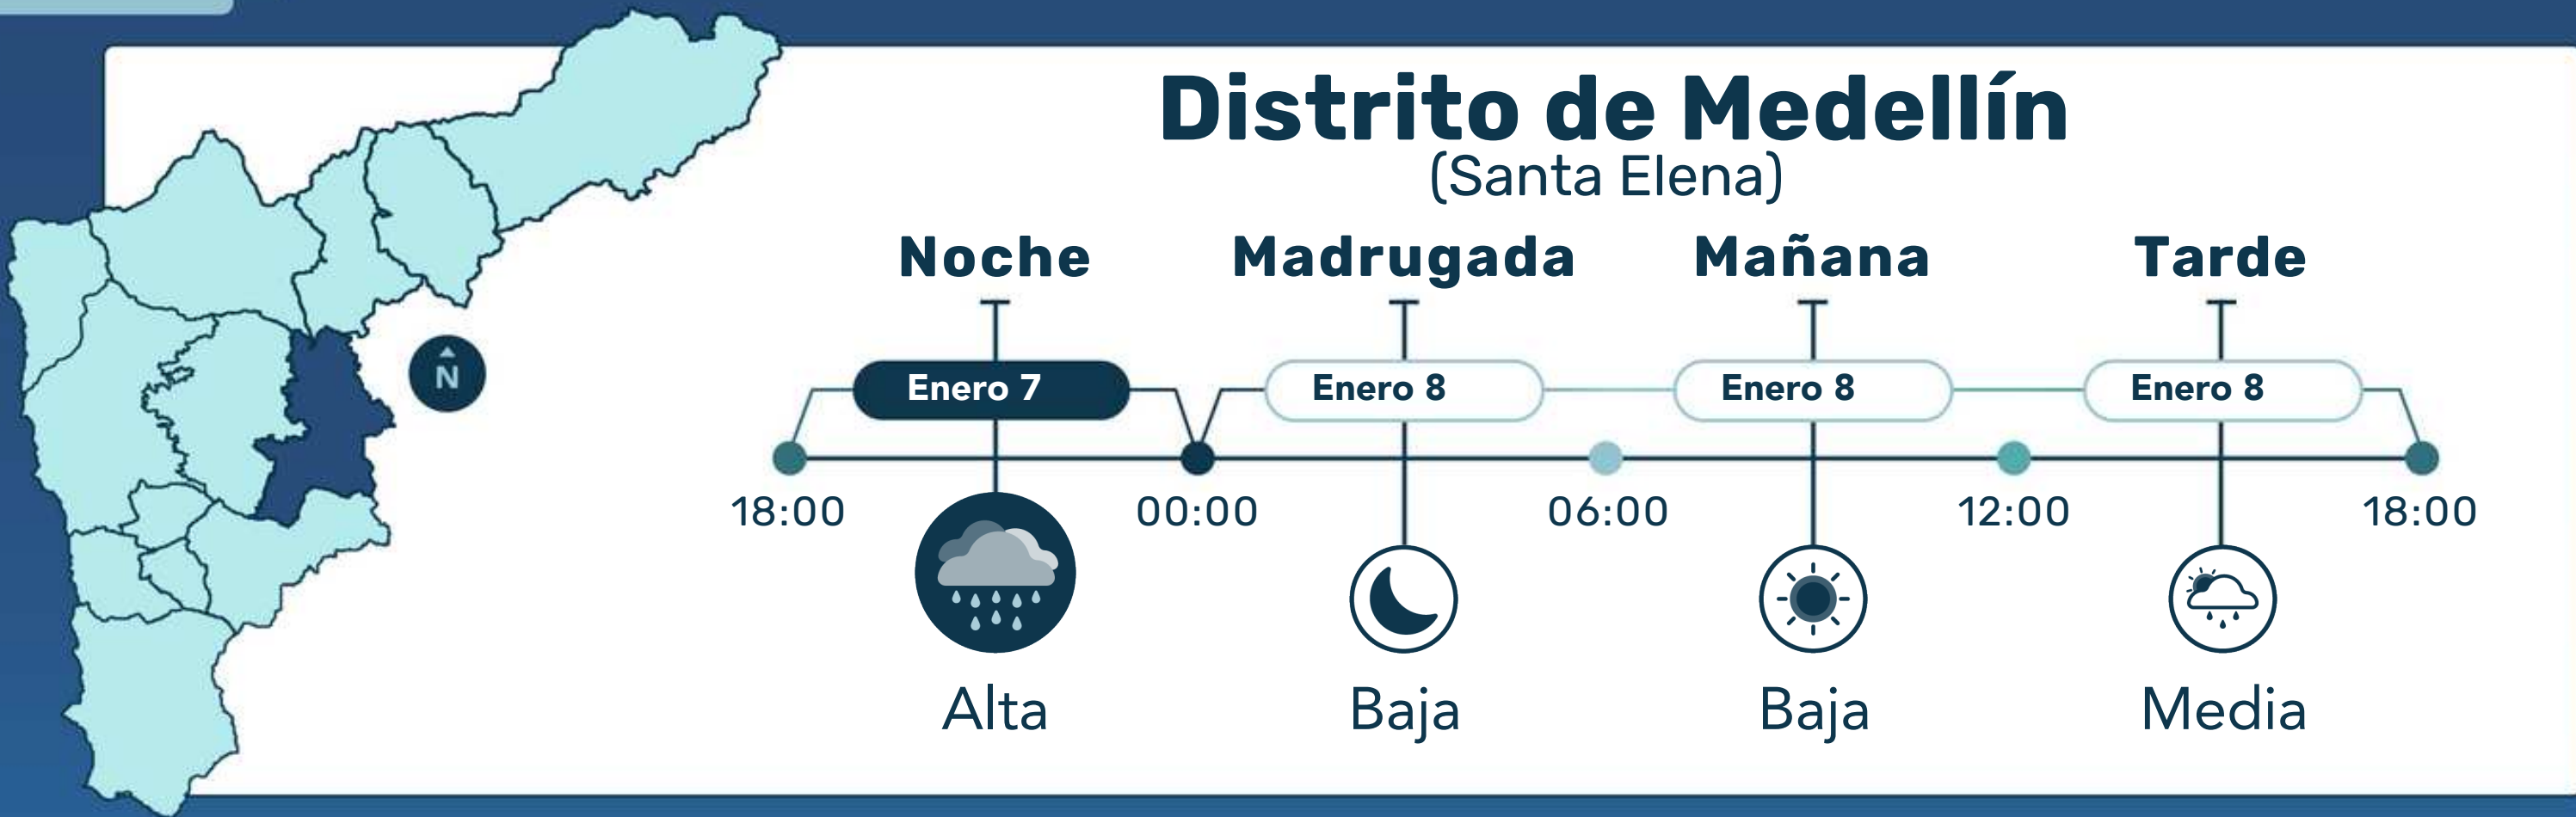 Distrito de Medellín
(Santa Elena)
Noche Madrugada Mañana Tarde
Enero 7 Enero 8 Enero 8 Enero 8
N
18:00 00:00 06:00 12:00 18:00
Alta Baja Baja Media